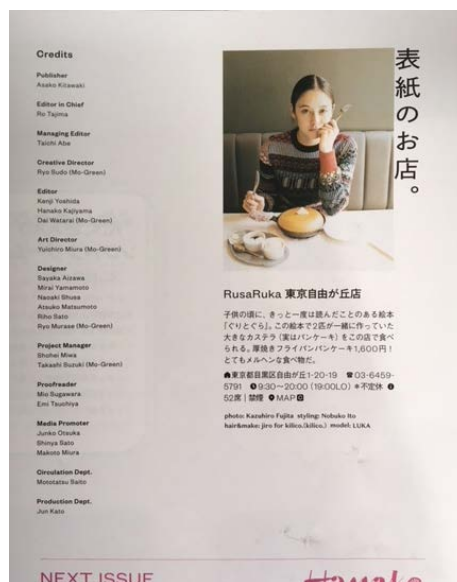 Credits
Publisher
Asako Kitawaki
Editor in Chief
Ro Tajima
Managing Editor
Taichi Abe
Creative Director
Ryo Sudo (Mo-Green)
Editor
Kenji Yoshida
Hanako Kajiyama
Dai Watarai (Mo-Green)
Art Director
Yuichiro Miura (Mo-Green)
Designer
Sayaka Aizawa
Mirai Yamamoto
Naoaki Shusa
Atsuko Matsumoto
Riho Sato
Ryo Murase (Mo-Green)
Project Manager
Shohei Miwa
Takashi Suzuki (Mo-Green)
Proofreader
Mio Sugawara
Emi Tsuchiya
Media Promoter
Junko Otsuka
Shinya Sato
Makoto Miura
Circulation Dept.
Mototatsu Saito
Production Dept.
Jun Kato
表紙のお店。
RusaRuka 東京自由が丘店
子供の頃に、きっと一度は読んだことのある絵本
『ぐりとぐら』。この絵本で2匹が一緒に作っていた
大きなカステラ（実はパンケーキ）をこの店で食べ
られる。厚焼きフライパンパンケーキ1,600円！
とてもメルヘンな食べ物だ。
東京都目黒区自由が丘1-20-19 ☎03-6459-
5791 9:30〜20:00（19:00LO） 不定休
52席｜禁煙 MAP
photo: Kazuhiro Fujita styling: Nobuko Ito
hair&make: jiro for kilico.(kilico.) model: LUKA
NEXT ISSUE
Hanako